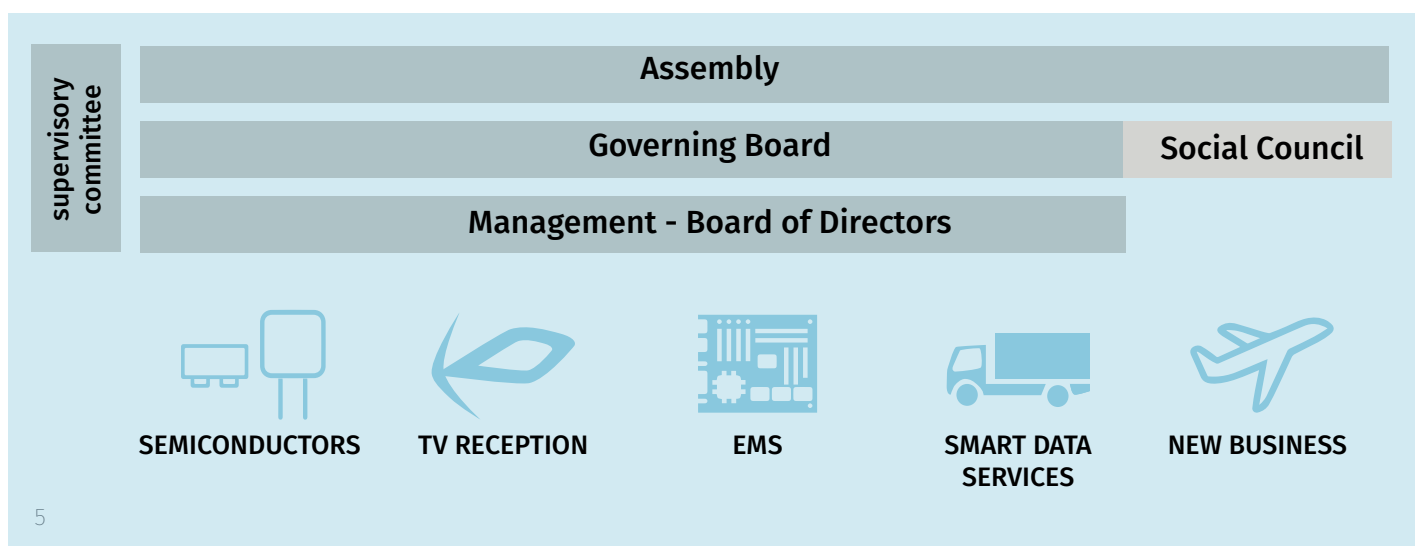 supervisory
committee
Assembly
Governing Board
Social Council
Management - Board of Directors
SEMICONDUCTORS
TV RECEPTION
EMS
SMART DATA
SERVICES
NEW BUSINESS
5